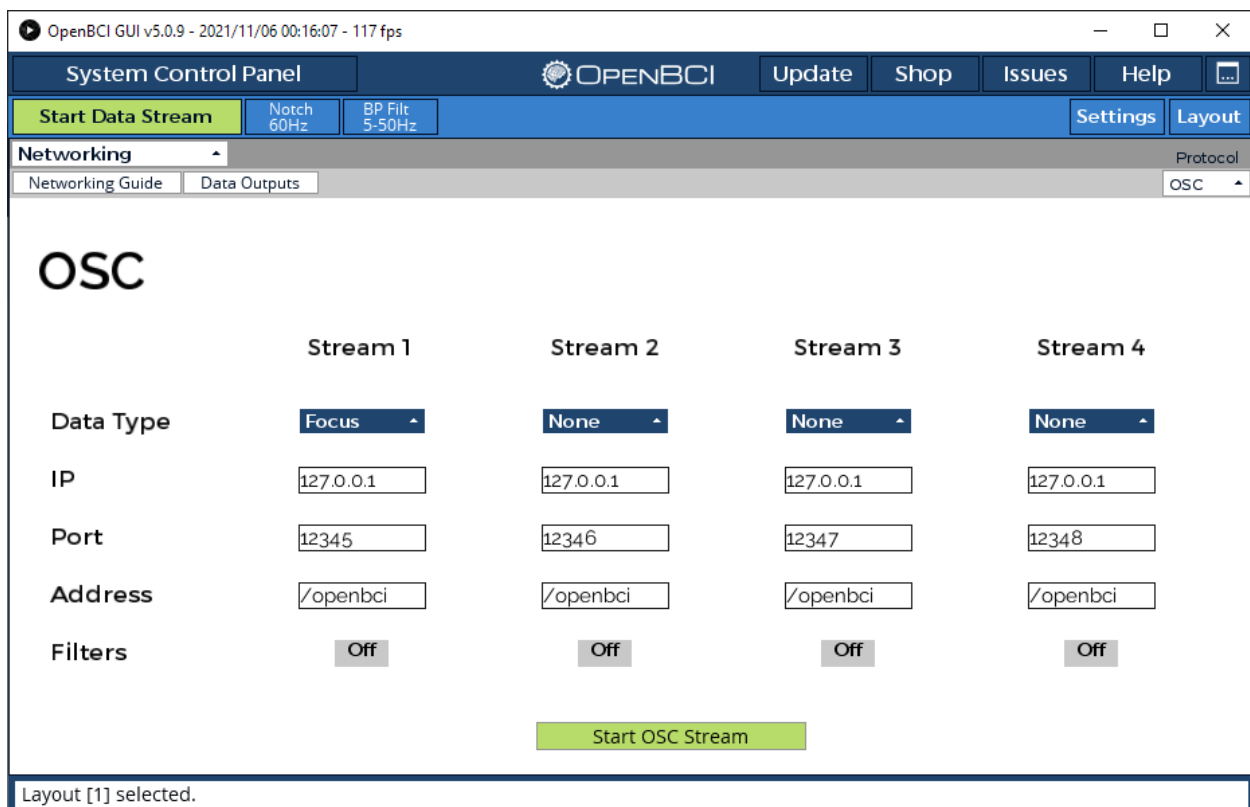 OpenBCI GUI v5.0.9 - 2021/11/06 00:16:07 - 117 fps
System Control Panel OPENBCI Update Shop Issues Help ...
Start Data Stream Notch 60Hz BP Filt 5-50Hz Settings Layout
Networking Protocol
Networking Guide Data Outputs OSC
OSC
Stream 1 Stream 2 Stream 3 Stream 4
Data Type Focus None None None
IP 127.0.0.1 127.0.0.1 127.0.0.1 127.0.0.1
Port 12345 12346 12347 12348
Address /openbci /openbci /openbci /openbci
Filters Off Off Off Off
Start OSC Stream
Layout [1] selected.